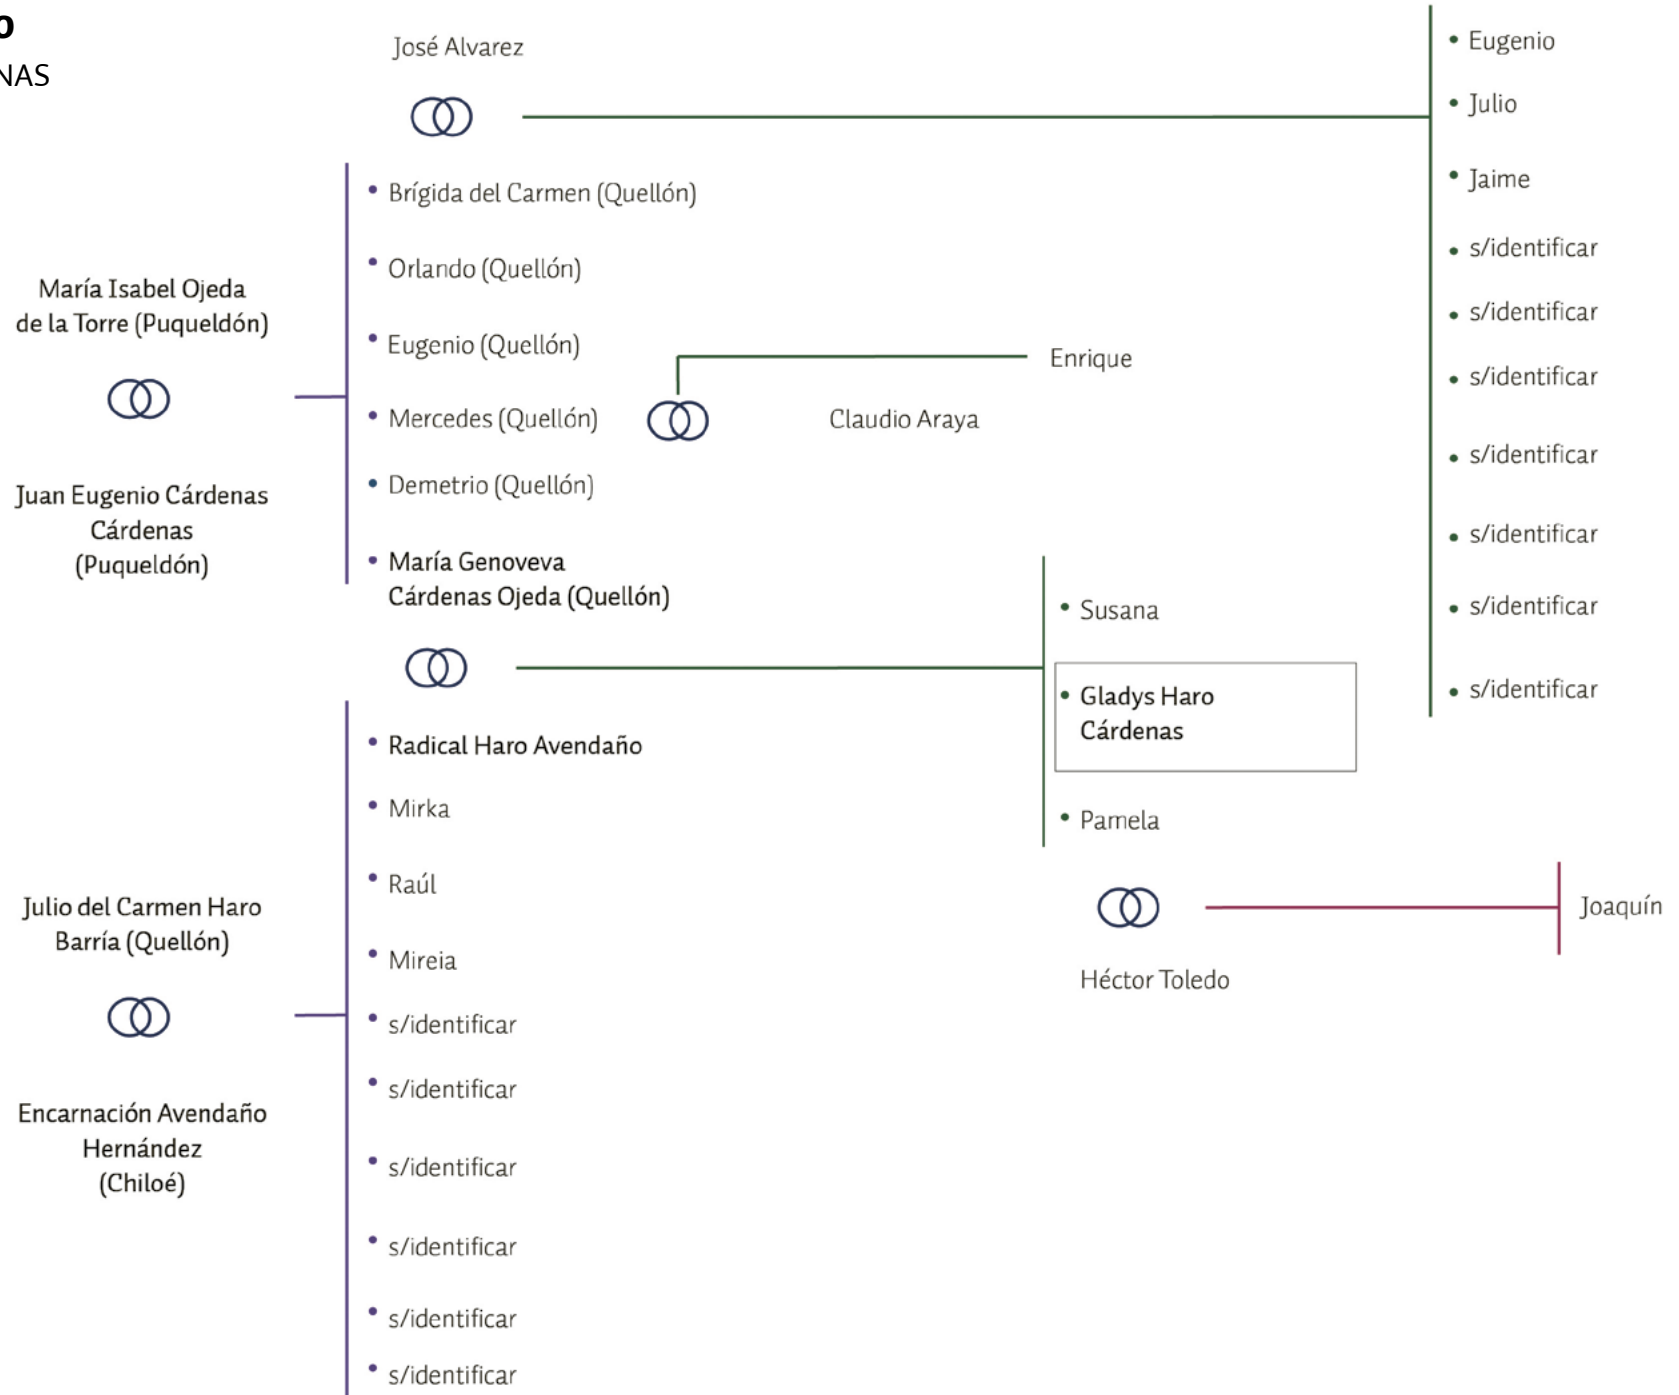 o
NAS
José Alvarez
Brígida del Carmen (Quellón)
Orlando (Quellón)
Eugenio (Quellón)
Mercedes (Quellón)
Demetrio (Quellón)
María Genoveva
Cárdenas Ojeda (Quellón)
María Isabel Ojeda
de la Torre (Puqueldón)
Juan Eugenio Cárdenas
Cárdenas
(Puqueldón)
Enrique
Claudio Araya
Eugenio
Julio
Jaime
s/identificar
s/identificar
s/identificar
s/identificar
s/identificar
s/identificar
s/identificar
Susana
Gladys Haro
Cárdenas
Pamela
Héctor Toledo
Joaquín
Julio del Carmen Haro
Barría (Quellón)
Encarnación Avendaño
Hernández
(Chiloé)
Radical Haro Avendaño
Mirka
Raúl
Mireia
s/identificar
s/identificar
s/identificar
s/identificar
s/identificar
s/identificar